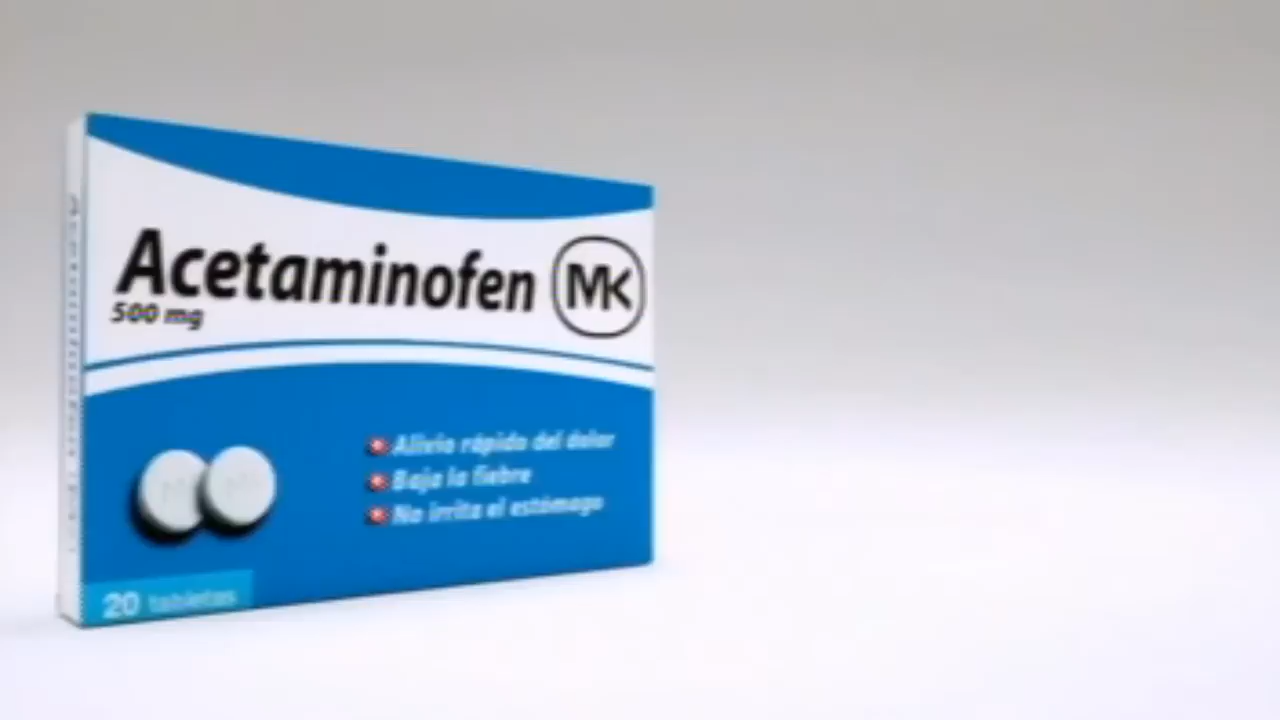 Acetaminofen MK
500 mg
Alivio rápido del dolor
Baja la fiebre
No irrita el estómago
20 tabletas